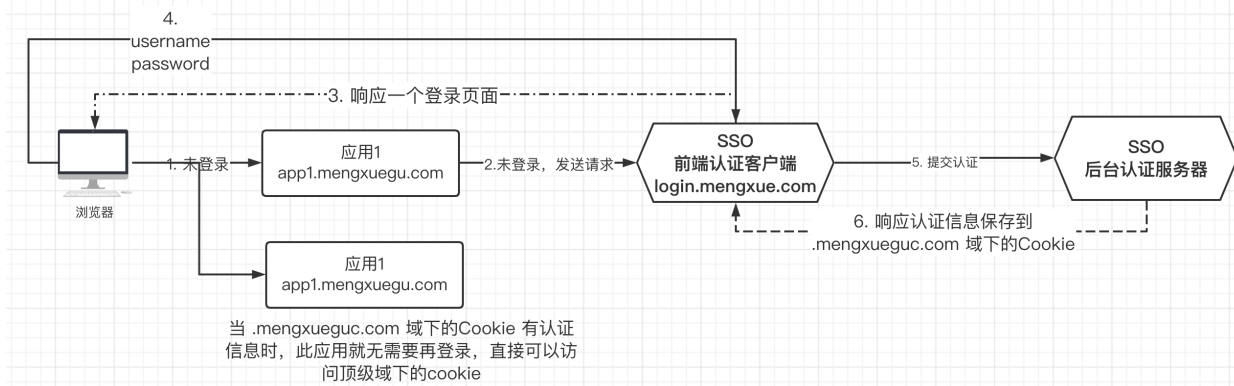 4.
username
password
3. 响应一个登录页面
浏览器
1. 未登录
应用1
app1.mengxuegu.com
2.未登录，发送请求
SSO
前端认证客户端
login.mengxue.com
5. 提交认证
SSO
后台认证服务器
6. 响应认证信息保存到
.mengxueguc.com 域下的Cookie
应用1
app1.mengxuegu.com
当 .mengxueguc.com 域下的Cookie 有认证
信息时，此应用就无需要再登录，直接可以访
问顶级域下的cookie